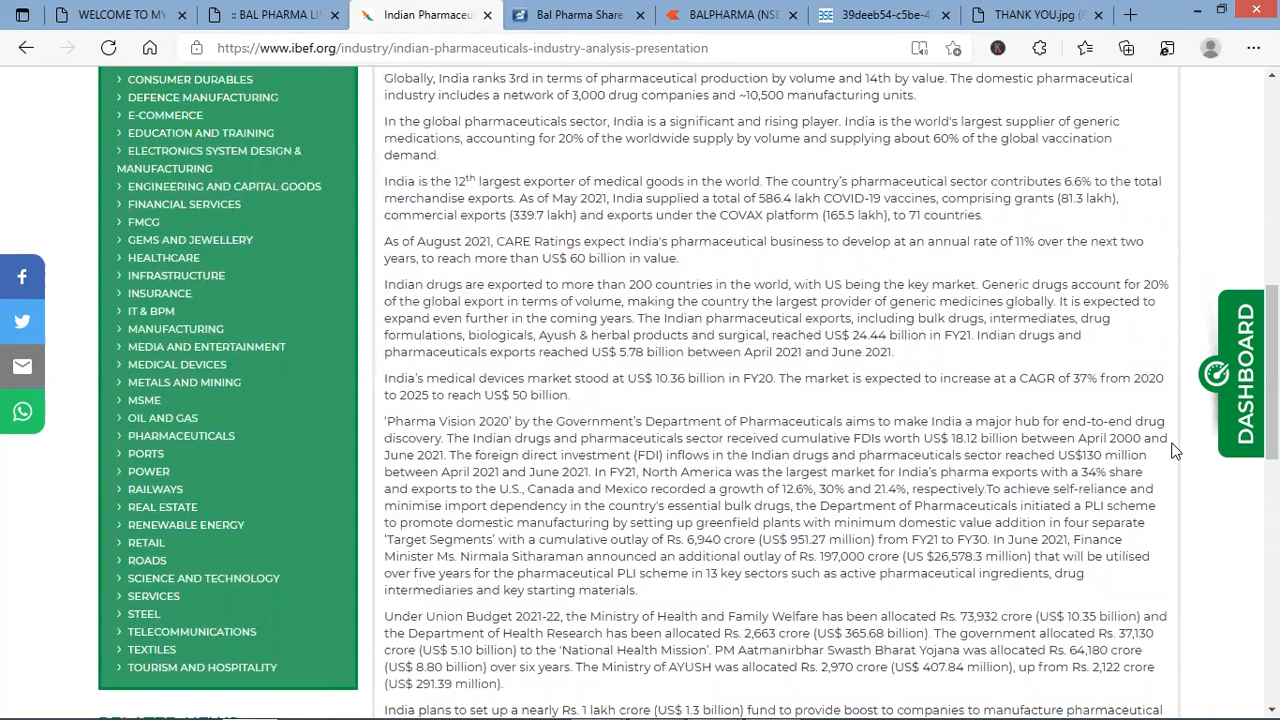 WELCOME TO MY
:: BAL PHARMA LI
Indian Pharmaceu
Bal Pharma Share
BALPHARMA (NSE
39deeb54-c5be-42
THANK YOU.jpg (F
https://www.ibef.org/industry/indian-pharmaceuticals-industry-analysis-presentation
CONSUMER DURABLES
DEFENCE MANUFACTURING
E-COMMERCE
EDUCATION AND TRAINING
ELECTRONICS SYSTEM DESIGN &
MANUFACTURING
ENGINEERING AND CAPITAL GOODS
FINANCIAL SERVICES
FMCG
GEMS AND JEWELLERY
HEALTHCARE
INFRASTRUCTURE
INSURANCE
IT & BPM
MANUFACTURING
MEDIA AND ENTERTAINMENT
MEDICAL DEVICES
METALS AND MINING
MSME
OIL AND GAS
PHARMACEUTICALS
PORTS
POWER
RAILWAYS
REAL ESTATE
RENEWABLE ENERGY
RETAIL
ROADS
SCIENCE AND TECHNOLOGY
SERVICES
STEEL
TELECOMMUNICATIONS
TEXTILES
TOURISM AND HOSPITALITY
RELATED NEWS
Globally, India ranks 3rd in terms of pharmaceutical production by volume and 14th by value. The domestic pharmaceutical
industry includes a network of 3,000 drug companies and ~10,500 manufacturing units.
In the global pharmaceuticals sector, India is a significant and rising player. India is the world's largest supplier of generic
medications, accounting for 20% of the worldwide supply by volume and supplying about 60% of the global vaccination
demand.
India is the 12th largest exporter of medical goods in the world. The country's pharmaceutical sector contributes 6.6% to the total
merchandise exports. As of May 2021, India supplied a total of 586.4 lakh COVID-19 vaccines, comprising grants (81.3 lakh),
commercial exports (339.7 lakh) and exports under the COVAX platform (165.5 lakh), to 71 countries.
As of August 2021, CARE Ratings expect India's pharmaceutical business to develop at an annual rate of 11% over the next two
years, to reach more than US$ 60 billion in value.
Indian drugs are exported to more than 200 countries in the world, with US being the key market. Generic drugs account for 20%
of the global export in terms of volume, making the country the largest provider of generic medicines globally. It is expected to
expand even further in the coming years. The Indian pharmaceutical exports, including bulk drugs, intermediates, drug
formulations, biologicals, Ayush & herbal products and surgical, reached US$ 24.44 billion in FY21. Indian drugs and
pharmaceuticals exports reached US$ 5.78 billion between April 2021 and June 2021.
India's medical devices market stood at US$ 10.36 billion in FY20. The market is expected to increase at a CAGR of 37% from 2020
to 2025 to reach US$ 50 billion.
'Pharma Vision 2020' by the Government's Department of Pharmaceuticals aims to make India a major hub for end-to-end drug
discovery. The Indian drugs and pharmaceuticals sector received cumulative FDIs worth US$ 18.12 billion between April 2000 and
June 2021. The foreign direct investment (FDI) inflows in the Indian drugs and pharmaceuticals sector reached US$130 million
between April 2021 and June 2021. In FY21, North America was the largest market for India's pharma exports with a 34% share
and exports to the U.S., Canada and Mexico recorded a growth of 12.6%, 30% and 21.4%, respectively.To achieve self-reliance and
minimise import dependency in the country's essential bulk drugs, the Department of Pharmaceuticals initiated a PLI scheme
to promote domestic manufacturing by setting up greenfield plants with minimum domestic value addition in four separate
'Target Segments' with a cumulative outlay of Rs. 6,940 crore (US$ 951.27 million) from FY21 to FY30. In June 2021, Finance
Minister Ms. Nirmala Sitharaman announced an additional outlay of Rs. 197,000 crore (US $26,578.3 million) that will be utilised
over five years for the pharmaceutical PLI scheme in 13 key sectors such as active pharmaceutical ingredients, drug
intermediaries and key starting materials.
Under Union Budget 2021-22, the Ministry of Health and Family Welfare has been allocated Rs. 73,932 crore (US$ 10.35 billion) and
the Department of Health Research has been allocated Rs. 2,663 crore (US$ 365.68 billion). The government allocated Rs. 37,130
crore (US$ 5.10 billion) to the 'National Health Mission'. PM Aatmanirbhar Swasth Bharat Yojana was allocated Rs. 64,180 crore
(US$ 8.80 billion) over six years. The Ministry of AYUSH was allocated Rs. 2,970 crore (US$ 407.84 million), up from Rs. 2,122 crore
(US$ 291.39 million).
India plans to set up a nearly Rs. 1 lakh crore (US$ 1.3 billion) fund to provide boost to companies to manufacture pharmaceutical
DASHBOARD